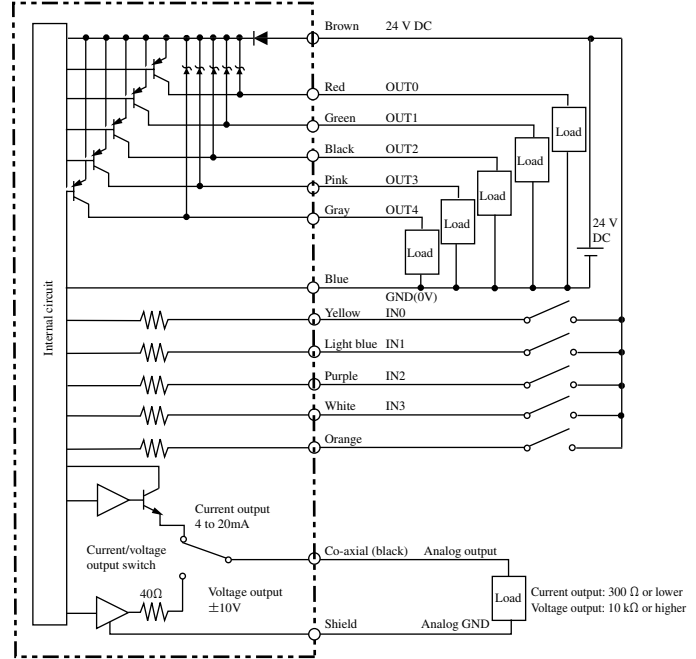 Brown 24 V DC
Red OUT0
Load
Green OUT1
Load
Black OUT2
Load
Pink OUT3
Load
Gray OUT4
Load
24 V
DC
Blue
GND(0V)
Internal circuit
Yellow IN0
Light blue IN1
Purple IN2
White IN3
Orange
Current output
4 to 20mA
Current/voltage
output switch
Co-axial (black) Analog output
40Ω
Voltage output
±10V
Load
Current output: 300 Ω or lower
Voltage output: 10 kΩ or higher
Shield Analog GND